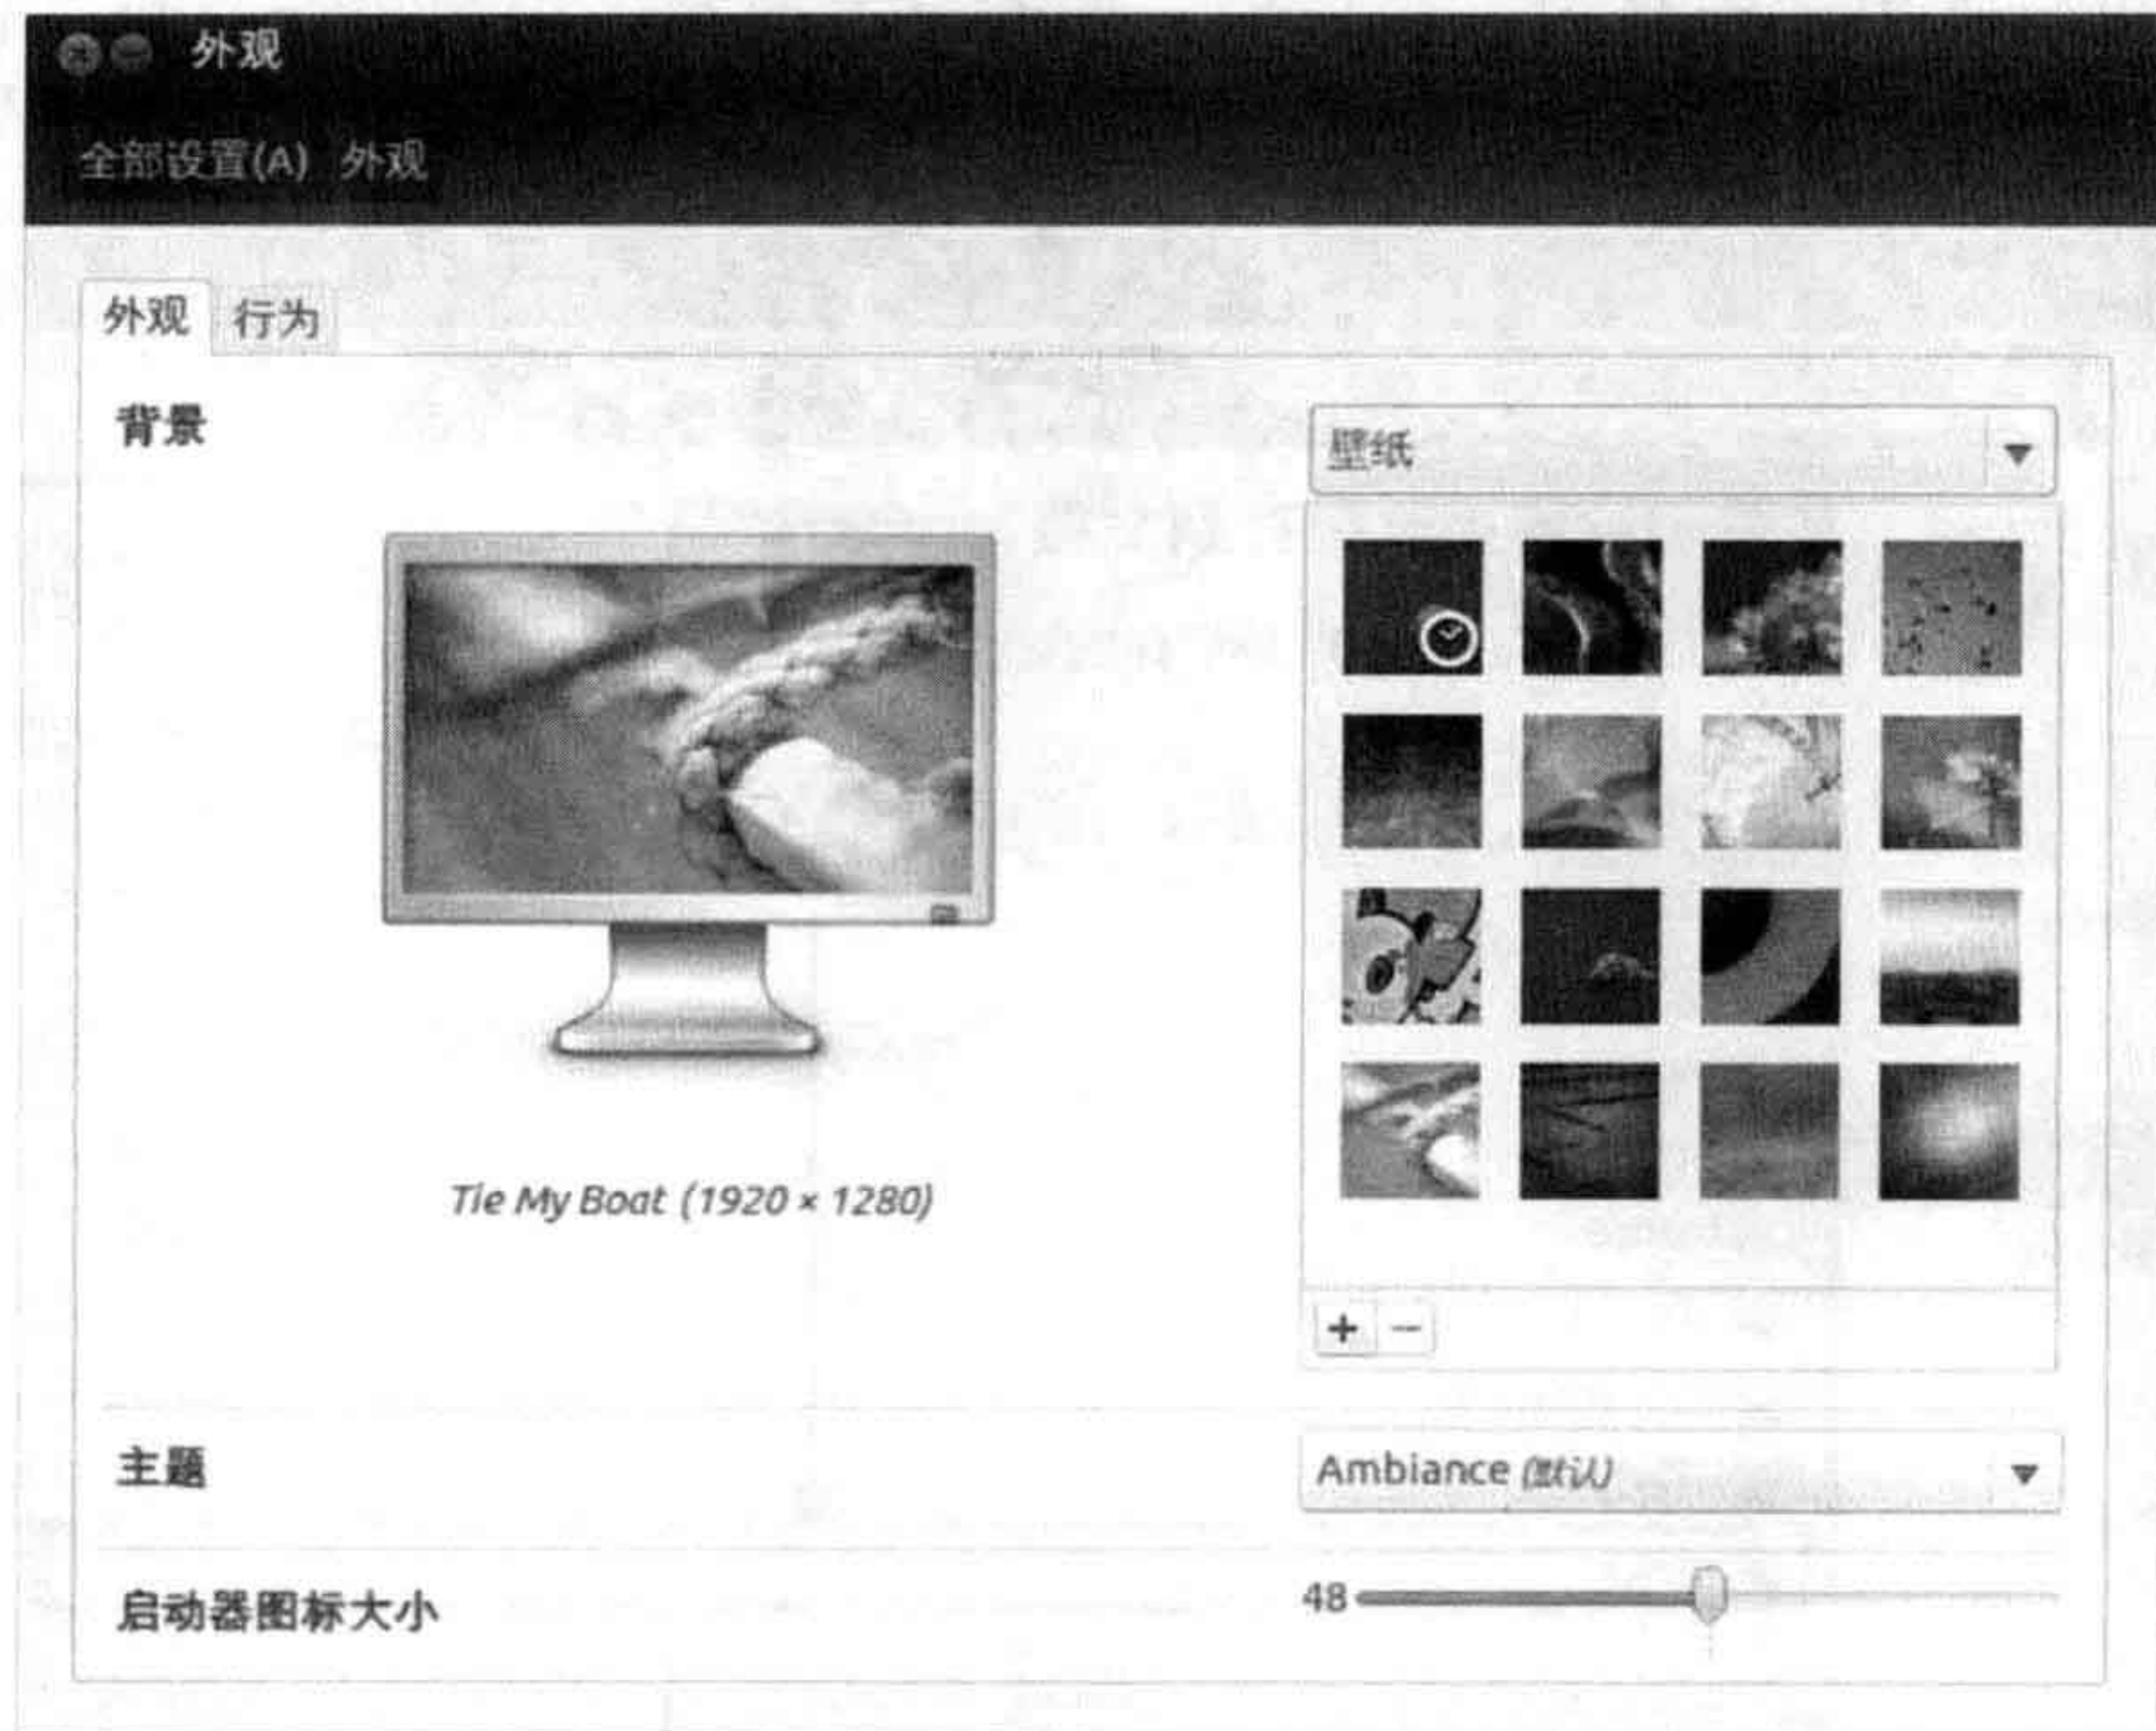 外观
全部设置(A) 外观
外观 行为
背景
壁纸
Tie My Boat (1920 × 1280)
+ −
主题
Ambiance (默认)
启动器图标大小
48